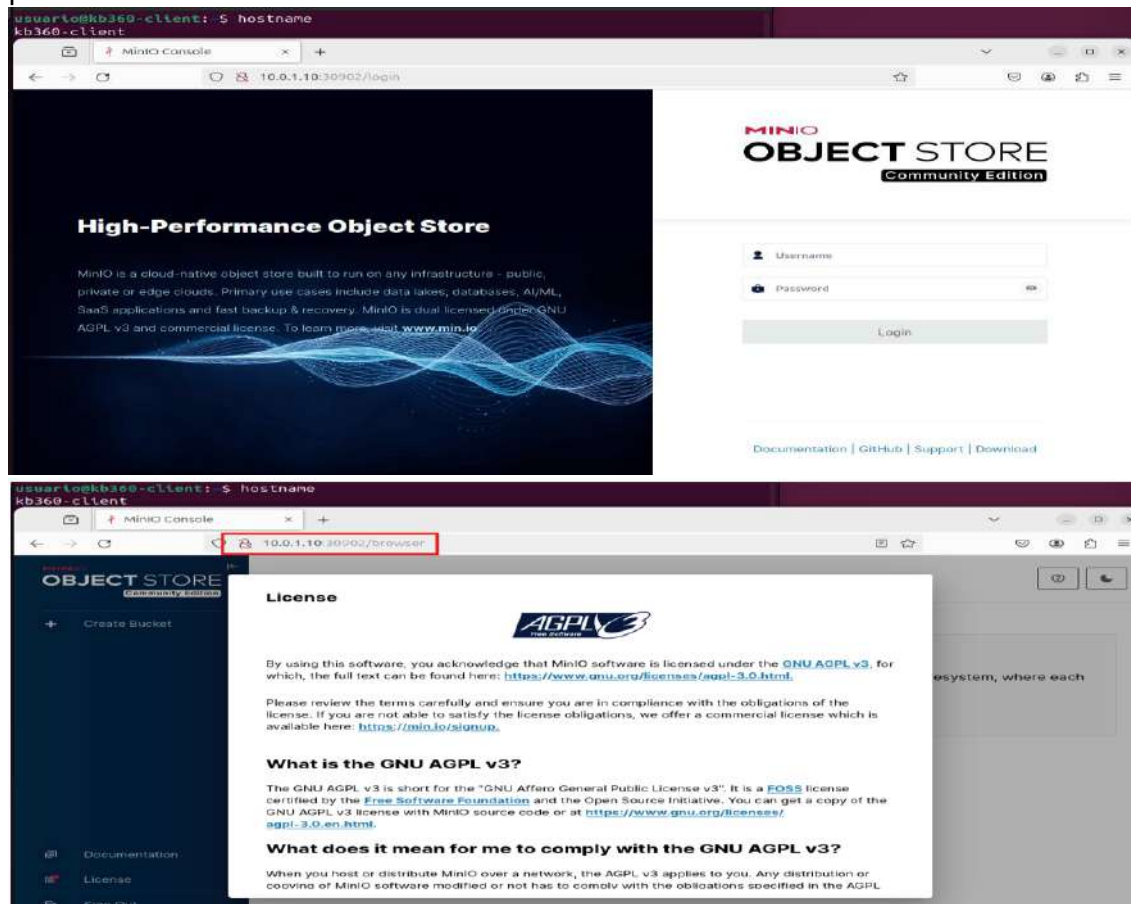 usuario@kb360-client: $ hostname
kb360-client
MinIO Console
10.0.1.10:30902/login
MINIO
OBJECT STORE
Community Edition
High-Performance Object Store
MinIO is a cloud-native object store built to run on any infrastructure - public,
private or edge clouds. Primary use cases include data lakes, databases, AI/ML,
SaaS applications and fast backup & recovery. MinIO is dual licensed under GNU
AGPL v3 and commercial license. To learn more, visit www.min.io.
Username
Password
Login
Documentation | GitHub | Support | Download
usuario@kb360-client: $ hostname
kb360-client
MinIO Console
10.0.1.10:30902/browser
OBJECT STORE
Community Edition
Create Bucket
Documentation
License
License
AGPL v3
Free Software
By using this software, you acknowledge that MinIO software is licensed under the GNU AGPL v3, for
which, the full text can be found here: https://www.gnu.org/licenses/agpl-3.0.html.
Please review the terms carefully and ensure you are in compliance with the obligations of the
license. If you are not able to satisfy the license obligations, we offer a commercial license which is
available here: https://min.io/signup.
What is the GNU AGPL v3?
The GNU AGPL v3 is short for the "GNU Affero General Public License v3". It is a FOSS license
certified by the Free Software Foundation and the Open Source Initiative. You can get a copy of the
GNU AGPL v3 license with MinIO source code or at https://www.gnu.org/licenses/
agpl-3.0.en.html.
What does it mean for me to comply with the GNU AGPL v3?
When you host or distribute MinIO over a network, the AGPL v3 applies to you. Any distribution or
copying of MinIO software modified or not has to comply with the obligations specified in the AGPL
esystem, where each